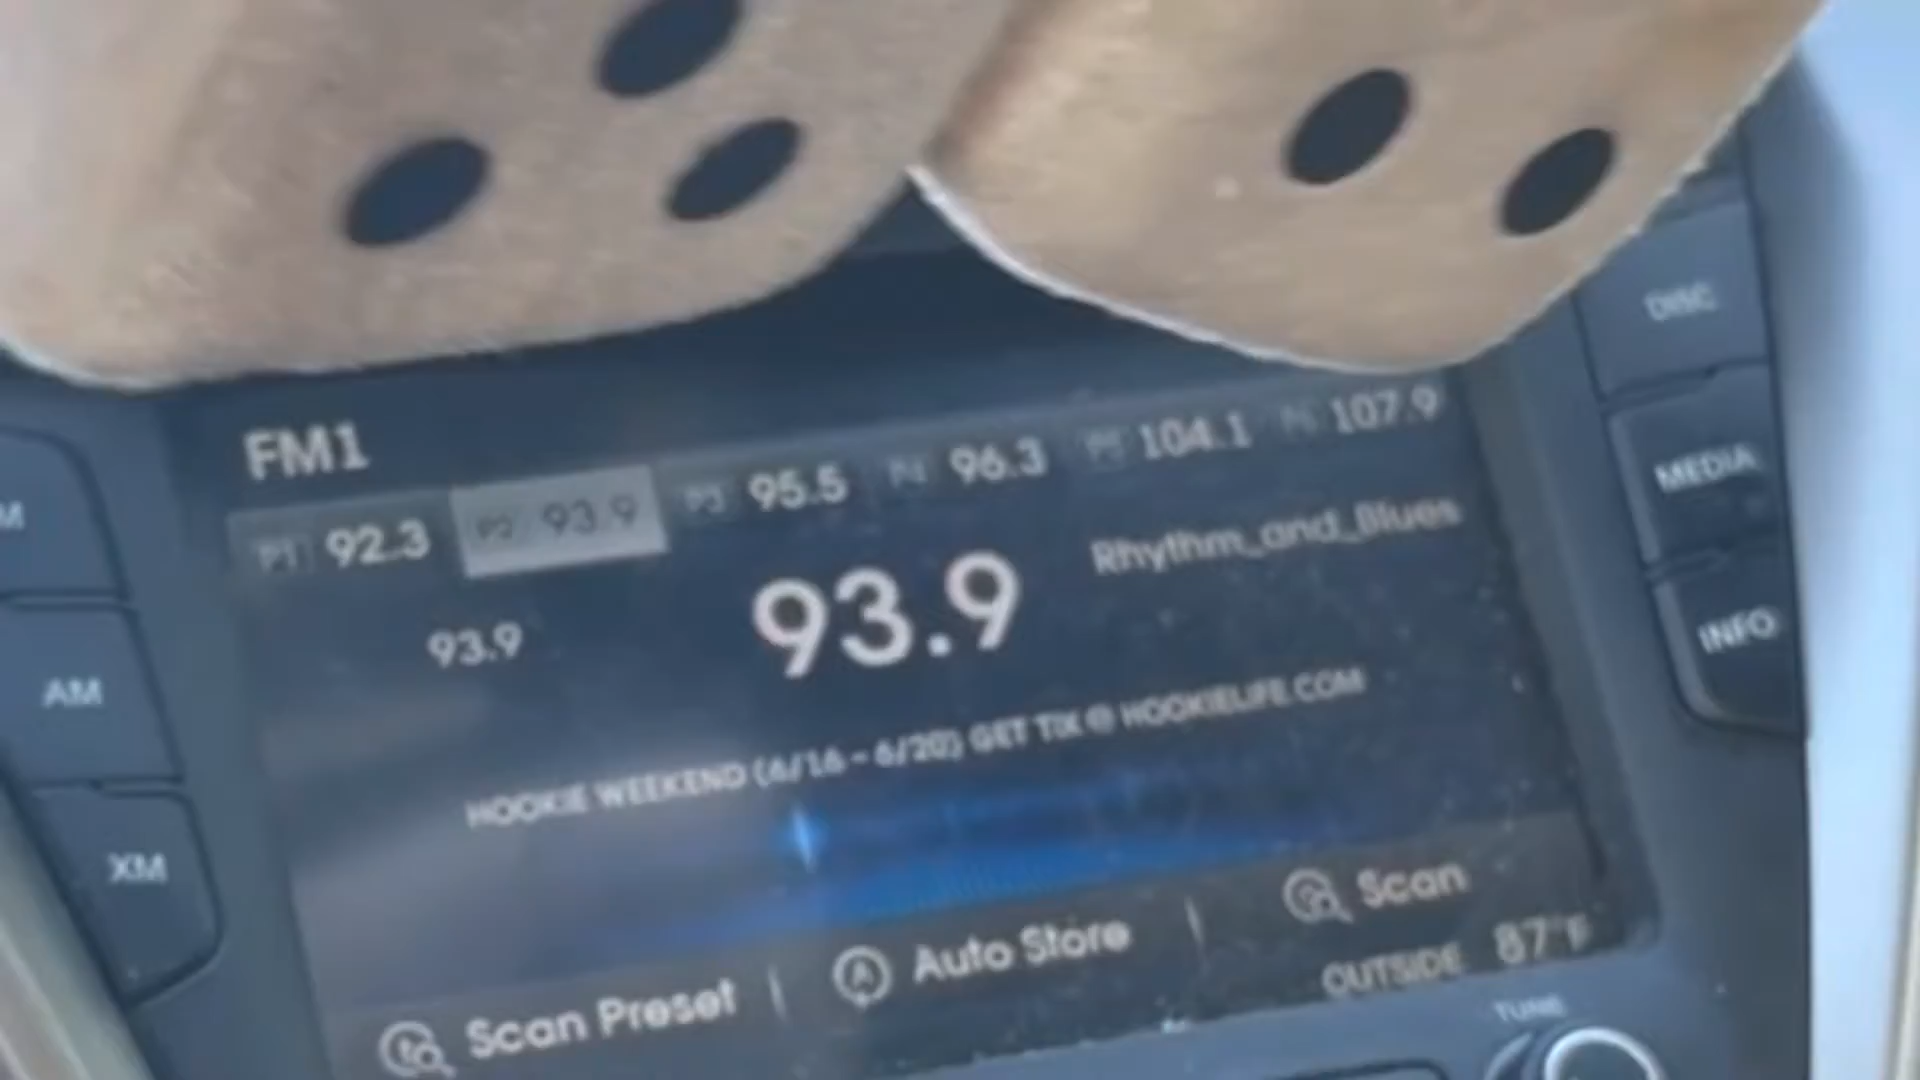 DISC
FM1
P1 92.3 P2 93.9 P3 95.5 P4 96.3 P5 104.1 P6 107.9
MEDIA
M
93.9 93.9 Rhythm_and_Blues
INFO
AM
HOOKIE WEEKEND (6/16 - 6/20) GET TIX @ HOOKIELIFE.COM
XM
Scan Preset Auto Store Scan
OUTSIDE 87°F
TUNE